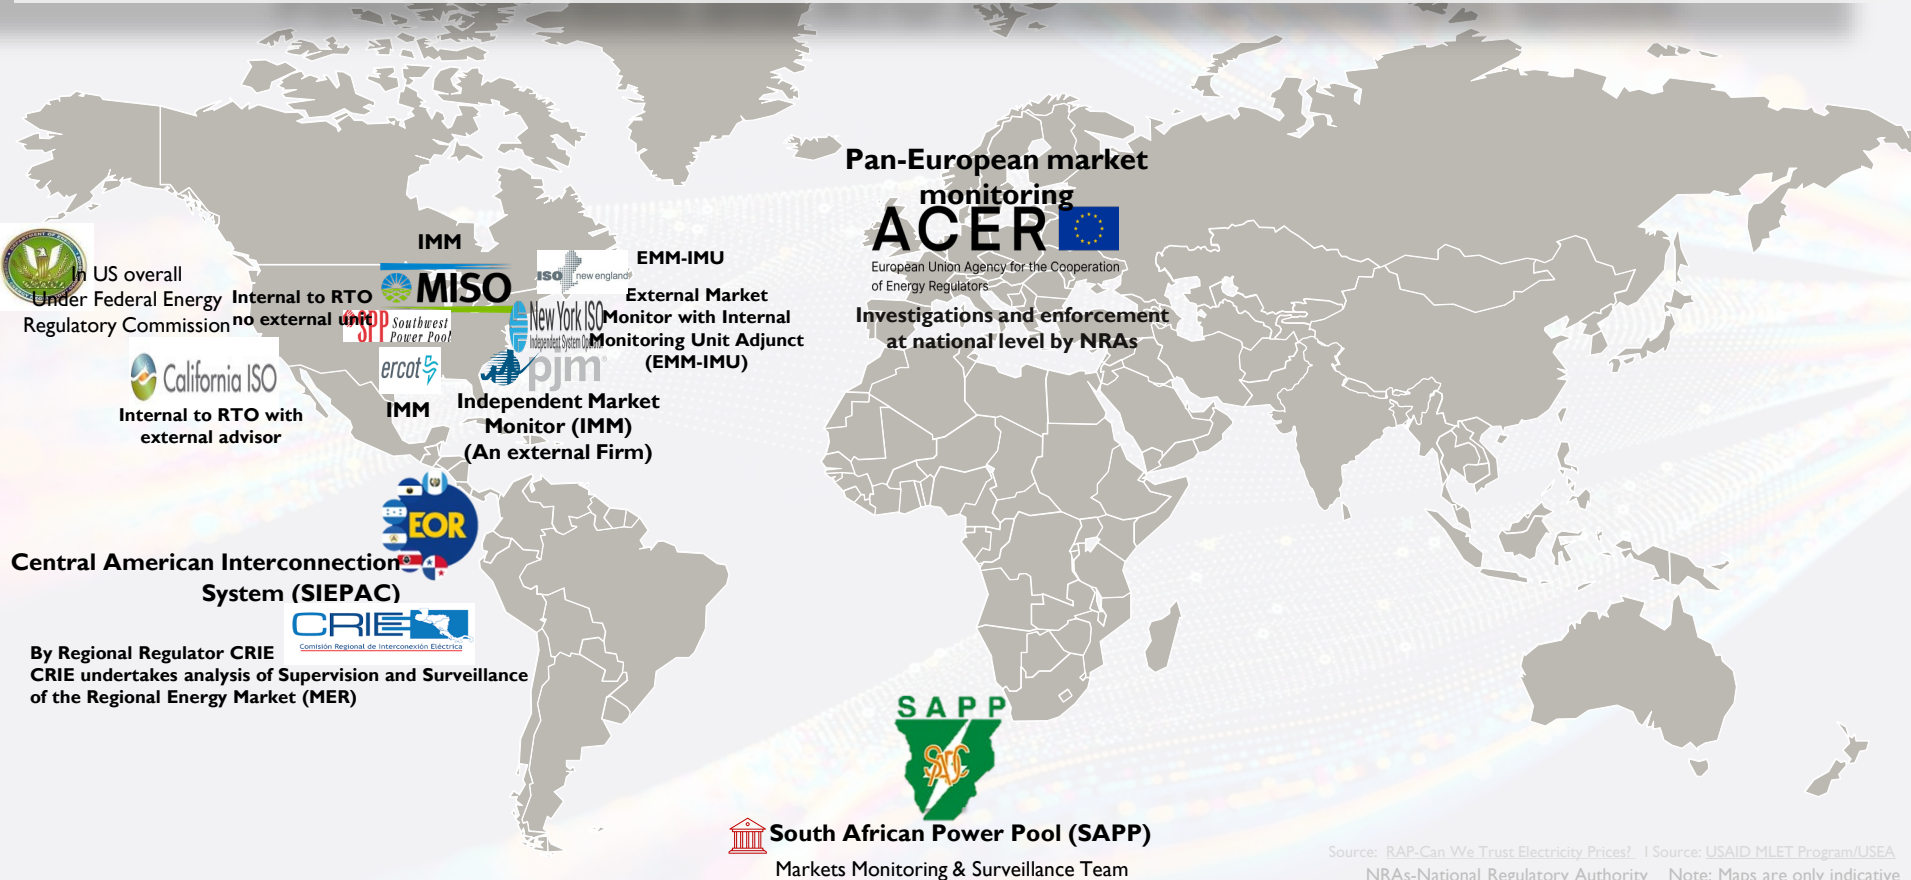 Pan-European market
monitoring
ACER
European Union Agency for the Cooperation
of Energy Regulators
Investigations and enforcement
at national level by NRAs
In US overall
Under Federal Energy
Regulatory Commission
Internal to RTO
no external unit
SPP Southwest
Power Pool
IMM
MISO
ISO new england
EMM-IMU
External Market
Monitor with Internal
Monitoring Unit Adjunct
(EMM-IMU)
New York ISO
Independent System Operator
pjm
Independent Market
Monitor (IMM)
(An external Firm)
ercot
IMM
California ISO
Internal to RTO with
external advisor
EOR
Central American Interconnection
System (SIEPAC)
CRIE
Comisión Regional de Interconexión Eléctrica
By Regional Regulator CRIE
CRIE undertakes analysis of Supervision and Surveillance
of the Regional Energy Market (MER)
SAPP
South African Power Pool (SAPP)
Markets Monitoring & Surveillance Team
Source: RAP-Can We Trust Electricity Prices? I Source: USAID MLET Program/USEA
NRAs-National Regulatory Authority Note: Maps are only indicative